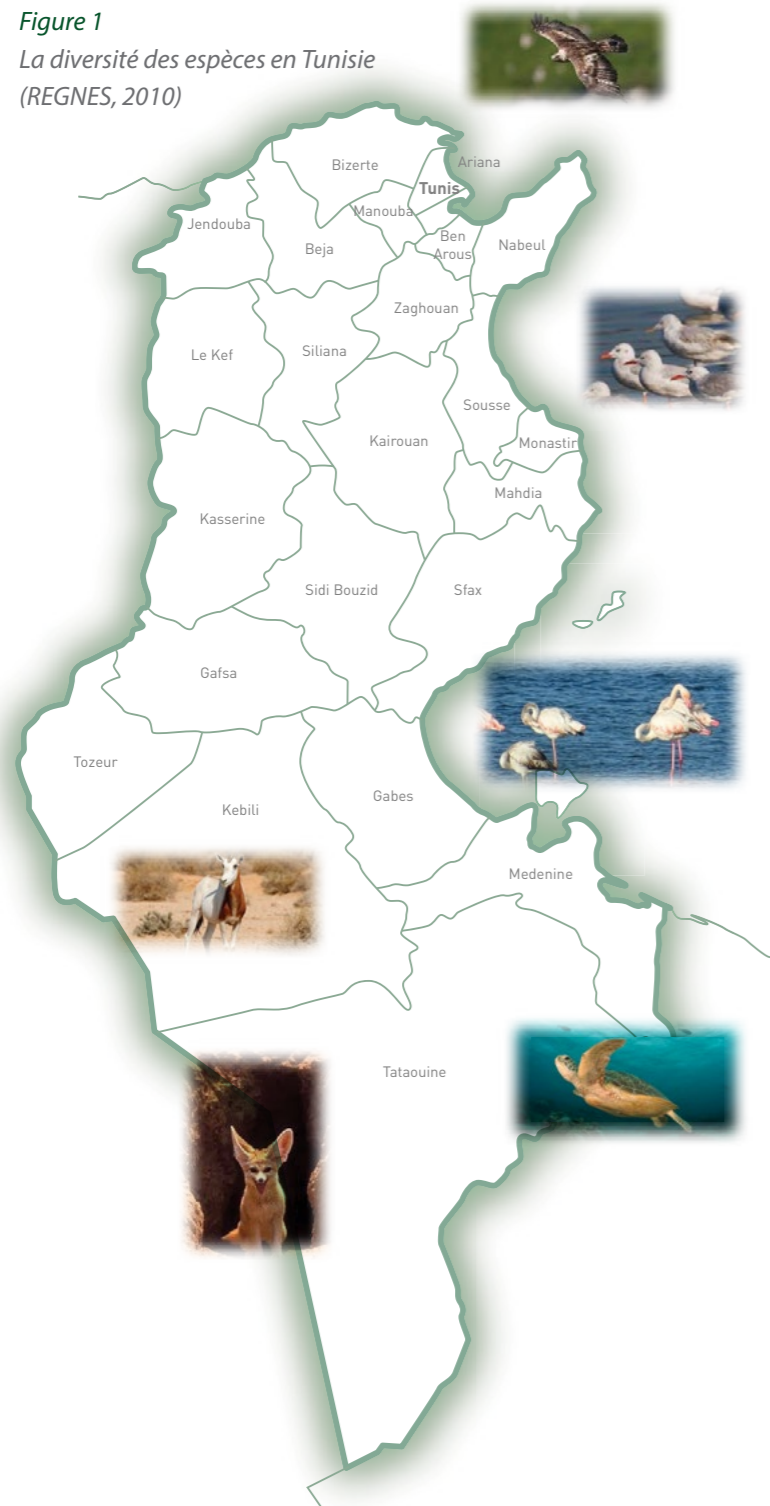 Figure 1
La diversité des espèces en Tunisie
(REGNES, 2010)
Bizerte
Ariana
Tunis
Manouba
Jendouba
Beja
Ben
Arous
Nabeul
Zaghouan
Le Kef
Siliana
Sousse
Kairouan
Monastir
Mahdia
Kasserine
Sidi Bouzid
Sfax
Gafsa
Tozeur
Kebili
Gabes
Medenine
Tataouine